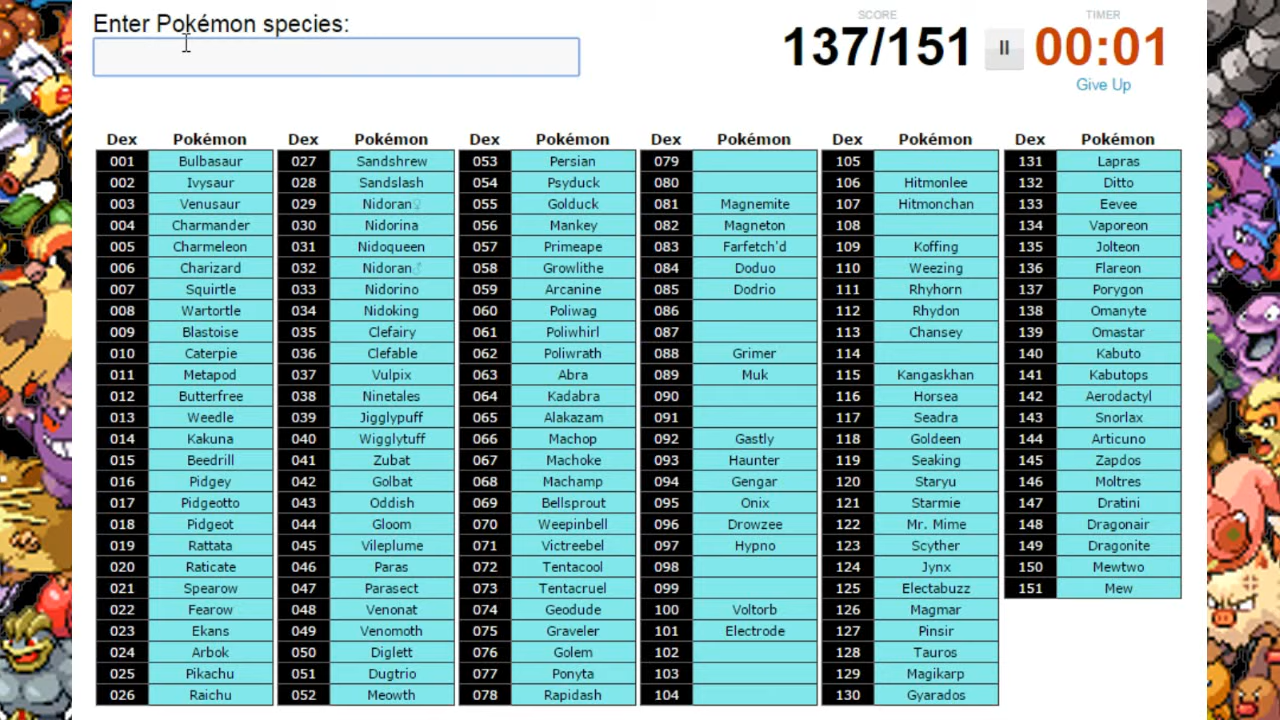 Enter Pokémon species:
SCORE
137/151
TIMER
00:01
Give Up
Dex Pokémon Dex Pokémon Dex Pokémon Dex Pokémon Dex Pokémon Dex Pokémon
001 Bulbasaur 027 Sandshrew 053 Persian 079 105 131 Lapras
002 Ivysaur 028 Sandslash 054 Psyduck 080 106 Hitmonlee 132 Ditto
003 Venusaur 029 Nidoran♀ 055 Golduck 081 Magnemite 107 Hitmonchan 133 Eevee
004 Charmander 030 Nidorina 056 Mankey 082 Magneton 108 134 Vaporeon
005 Charmeleon 031 Nidoqueen 057 Primeape 083 Farfetch'd 109 Koffing 135 Jolteon
006 Charizard 032 Nidoran♂ 058 Growlithe 084 Doduo 110 Weezing 136 Flareon
007 Squirtle 033 Nidorino 059 Arcanine 085 Dodrio 111 Rhyhorn 137 Porygon
008 Wartortle 034 Nidoking 060 Poliwag 086 112 Rhydon 138 Omanyte
009 Blastoise 035 Clefairy 061 Poliwhirl 087 113 Chansey 139 Omastar
010 Caterpie 036 Clefable 062 Poliwrath 088 Grimer 114 140 Kabuto
011 Metapod 037 Vulpix 063 Abra 089 Muk 115 Kangaskhan 141 Kabutops
012 Butterfree 038 Ninetales 064 Kadabra 090 116 Horsea 142 Aerodactyl
013 Weedle 039 Jigglypuff 065 Alakazam 091 117 Seadra 143 Snorlax
014 Kakuna 040 Wigglytuff 066 Machop 092 Gastly 118 Goldeen 144 Articuno
015 Beedrill 041 Zubat 067 Machoke 093 Haunter 119 Seaking 145 Zapdos
016 Pidgey 042 Golbat 068 Machamp 094 Gengar 120 Staryu 146 Moltres
017 Pidgeotto 043 Oddish 069 Bellsprout 095 Onix 121 Starmie 147 Dratini
018 Pidgeot 044 Gloom 070 Weepinbell 096 Drowzee 122 Mr. Mime 148 Dragonair
019 Rattata 045 Vileplume 071 Victreebel 097 Hypno 123 Scyther 149 Dragonite
020 Raticate 046 Paras 072 Tentacool 098 124 Jynx 150 Mewtwo
021 Spearow 047 Parasect 073 Tentacruel 099 125 Electabuzz 151 Mew
022 Fearow 048 Venonat 074 Geodude 100 Voltorb 126 Magmar
023 Ekans 049 Venomoth 075 Graveler 101 Electrode 127 Pinsir
024 Arbok 050 Diglett 076 Golem 102 128 Tauros
025 Pikachu 051 Dugtrio 077 Ponyta 103 129 Magikarp
026 Raichu 052 Meowth 078 Rapidash 104 130 Gyarados